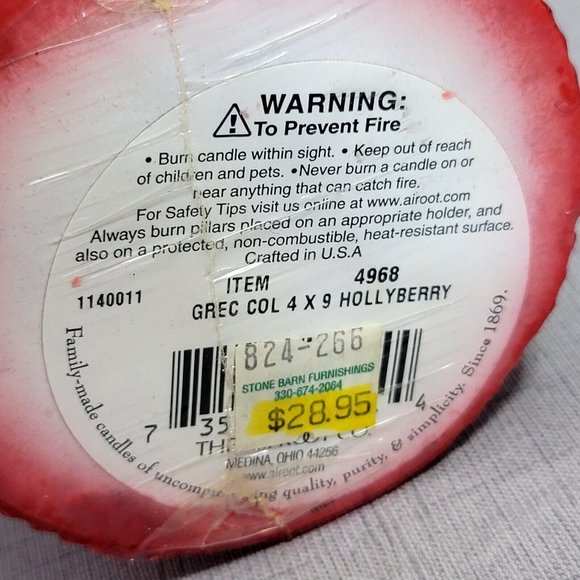 WARNING:
To Prevent Fire
• Burn candle within sight. • Keep out of reach
of children and pets. •Never burn a candle on or
near anything that can catch fire.
For Safety Tips visit us online at www.airoot.com
Always burn pillars placed on an appropriate holder, and
also on a protected, non-combustible, heat-resistant surface.
Crafted in U.S.A
1140011 ITEM 4968
GREC COL 4 X 9 HOLLYBERRY
824-266
STONE BARN FURNISHINGS
330-674-2064
$28.95
7 35 4
MEDINA, OHIO 44256
www.airoot.com
Family-made candles of quality, purity, & simplicity. Since 1869.